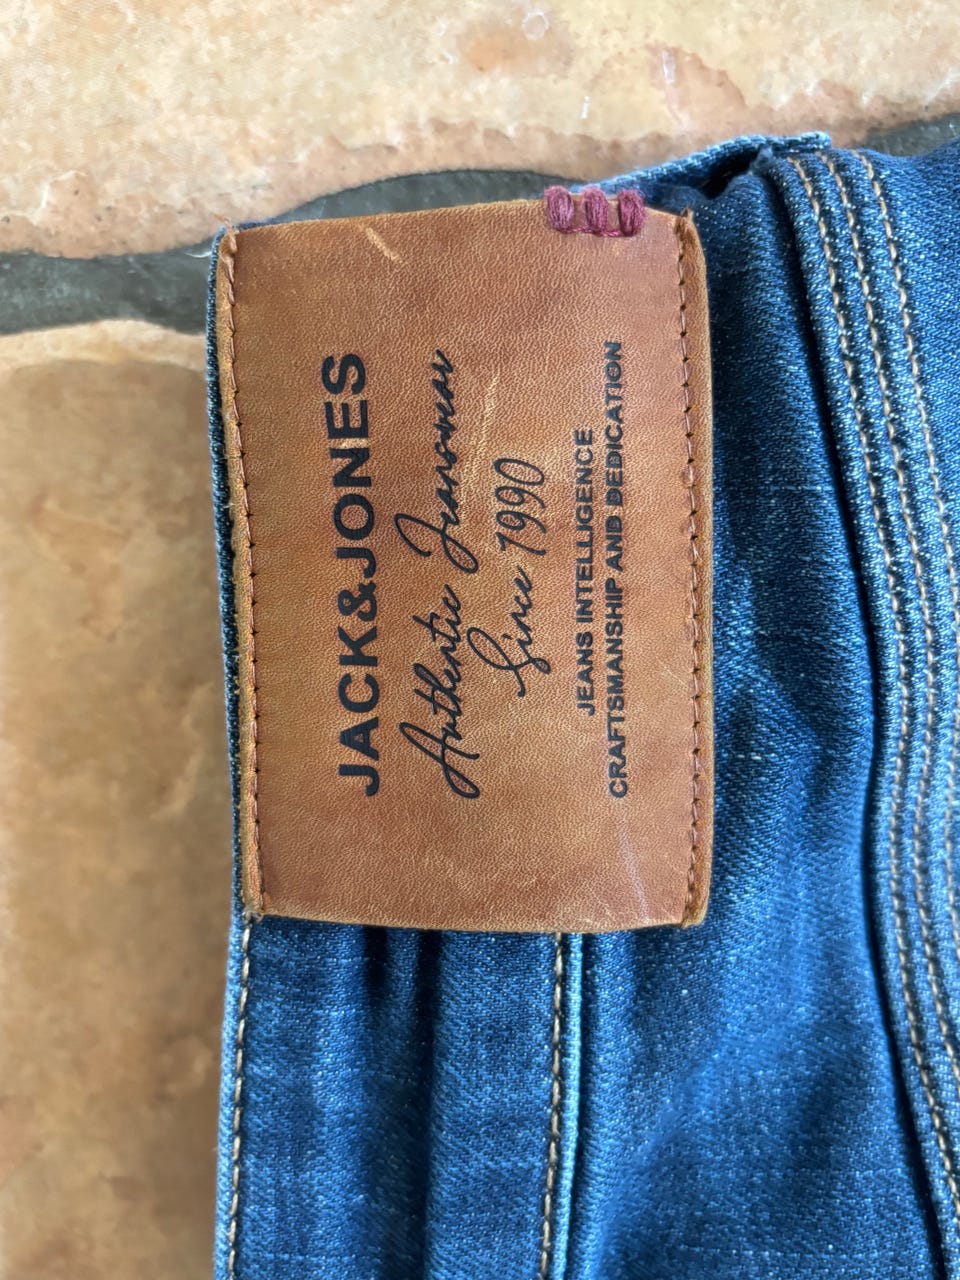 JACK&JONES
Authentic Jeanswear
Since 1990
JEANS INTELLIGENCE
CRAFTSMANSHIP AND DEDICATION